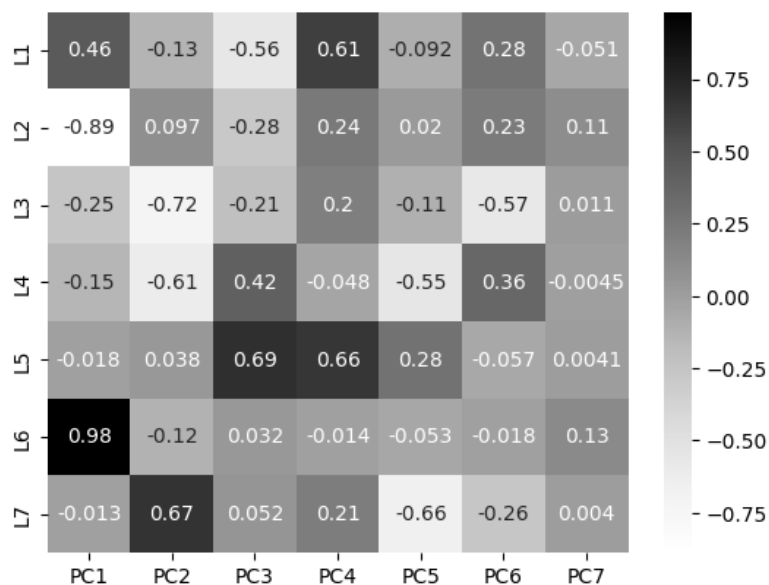 L1 0.46 -0.13 -0.56 0.61 -0.092 0.28 -0.051
L2 -0.89 0.097 -0.28 0.24 0.02 0.23 0.11
L3 -0.25 -0.72 -0.21 0.2 -0.11 -0.57 0.011
L4 -0.15 -0.61 0.42 -0.048 -0.55 0.36 -0.0045
L5 -0.018 0.038 0.69 0.66 0.28 -0.057 0.0041
L6 0.98 -0.12 0.032 -0.014 -0.053 -0.018 0.13
L7 -0.013 0.67 0.052 0.21 -0.66 -0.26 0.004
PC1 PC2 PC3 PC4 PC5 PC6 PC7
0.75
0.50
0.25
0.00
−0.25
−0.50
−0.75